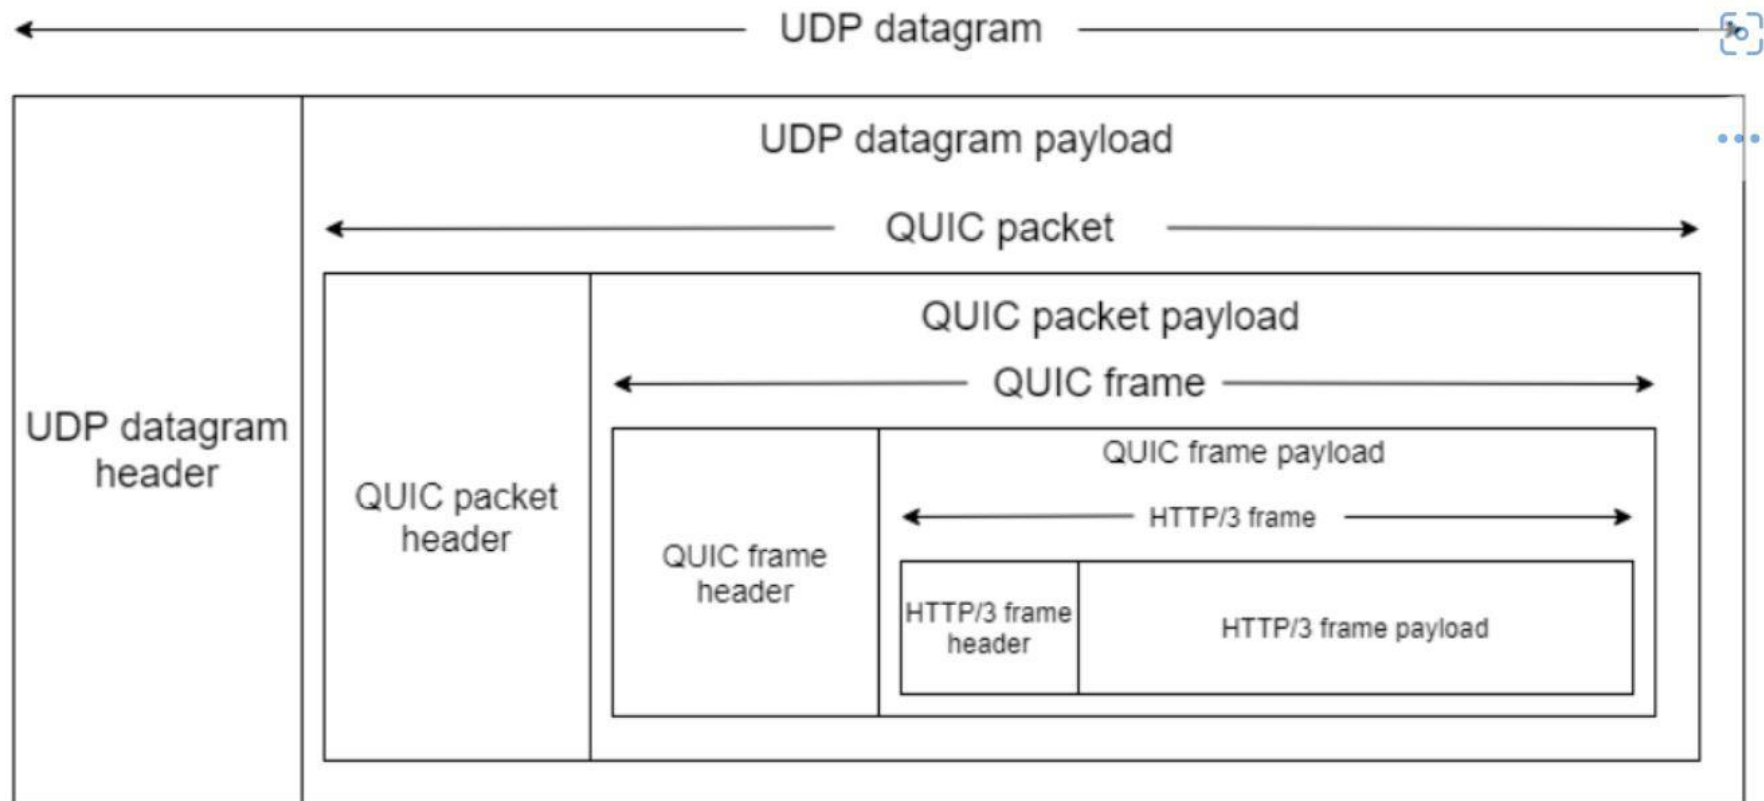 UDP datagram
UDP datagram payload
QUIC packet
QUIC packet payload
QUIC frame
UDP datagram
header
QUIC packet
header
QUIC frame payload
HTTP/3 frame
QUIC frame
header
HTTP/3 frame
header
HTTP/3 frame payload